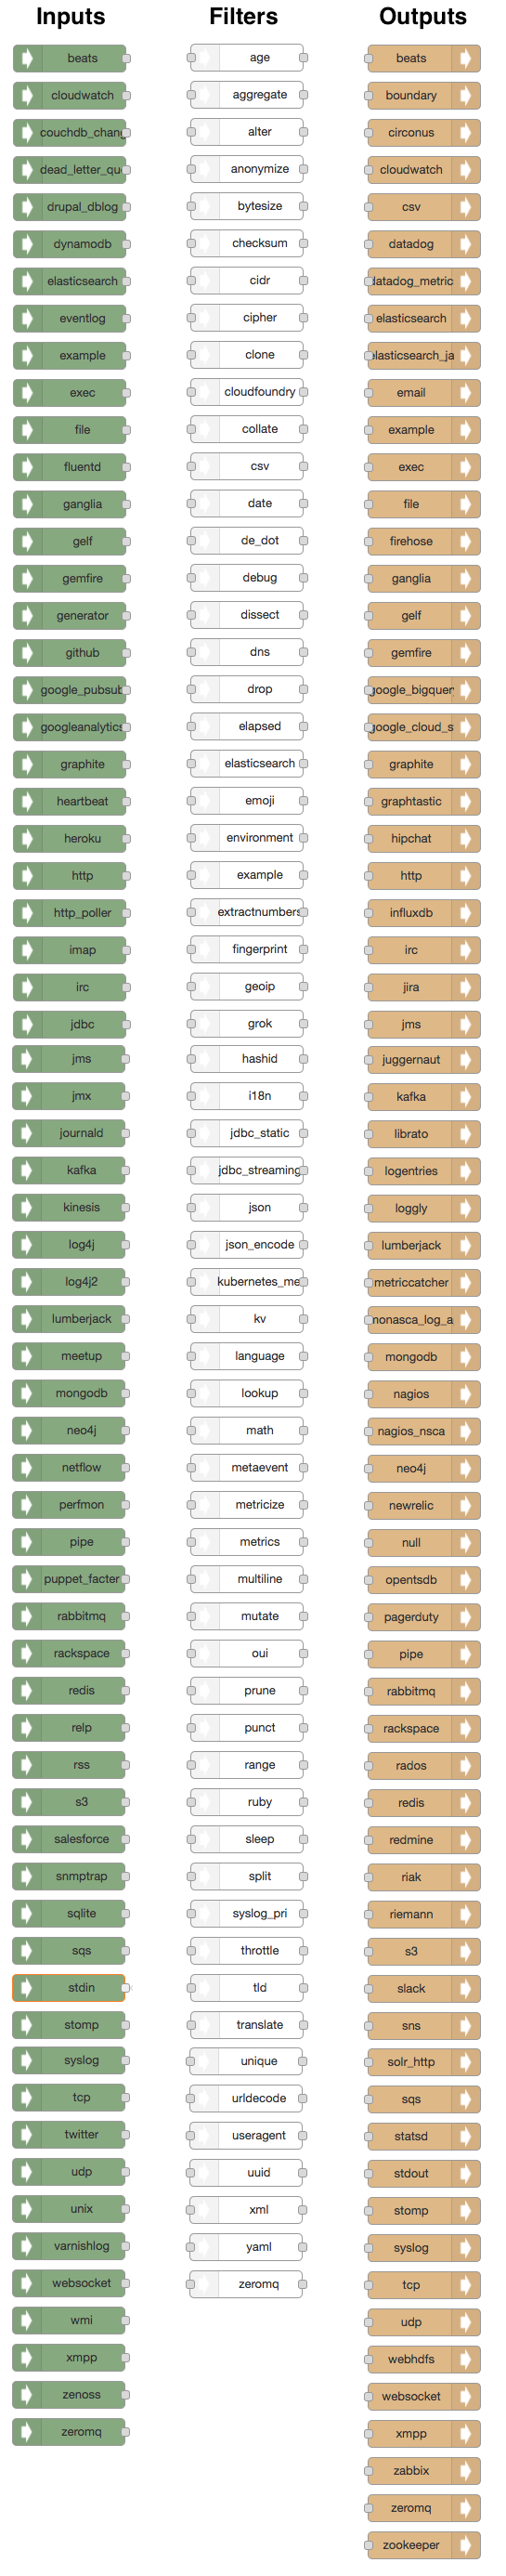 Inputs
beats
cloudwatch
couchdb_chang
dead_letter_qu
drupal_dblog
dynamodb
elasticsearch
eventlog
example
exec
file
fluentd
ganglia
gelf
gemfire
generator
github
google_pubsub
googleanalytics
graphite
heartbeat
heroku
http
http_poller
imap
irc
jdbc
jms
jmx
journald
kafka
kinesis
log4j
log4j2
lumberjack
meetup
mongodb
neo4j
netflow
perfmon
pipe
puppet_facter
rabbitmq
rackspace
redis
relp
rss
s3
salesforce
snmptrap
sqlite
sqs
stdin
stomp
syslog
tcp
twitter
udp
unix
varnishlog
websocket
wmi
xmpp
zenoss
zeromq
Filters
age
aggregate
alter
anonymize
bytesize
checksum
cidr
cipher
clone
cloudfoundry
collate
csv
date
de_dot
debug
dissect
dns
drop
elapsed
elasticsearch
emoji
environment
example
extractnumbers
fingerprint
geoip
grok
hashid
i18n
jdbc_static
jdbc_streaming
json
json_encode
kubernetes_me
kv
language
lookup
math
metaevent
metricize
metrics
multiline
mutate
oui
prune
punct
range
ruby
sleep
split
syslog_pri
throttle
tld
translate
unique
urldecode
useragent
uuid
xml
yaml
zeromq
Outputs
beats
boundary
circonus
cloudwatch
csv
datadog
datadog_metric
elasticsearch
elasticsearch_ja
email
example
exec
file
firehose
ganglia
gelf
gemfire
google_bigquer
google_cloud_s
graphite
graphtastic
hipchat
http
influxdb
irc
jira
jms
juggernaut
kafka
librato
logentries
loggly
lumberjack
metriccatcher
monasca_log_a
mongodb
nagios
nagios_nsca
neo4j
newrelic
null
opentsdb
pagerduty
pipe
rabbitmq
rackspace
rados
redis
redmine
riak
riemann
s3
slack
sns
solr_http
sqs
statsd
stdout
stomp
syslog
tcp
udp
webhdfs
websocket
xmpp
zabbix
zeromq
zookeeper